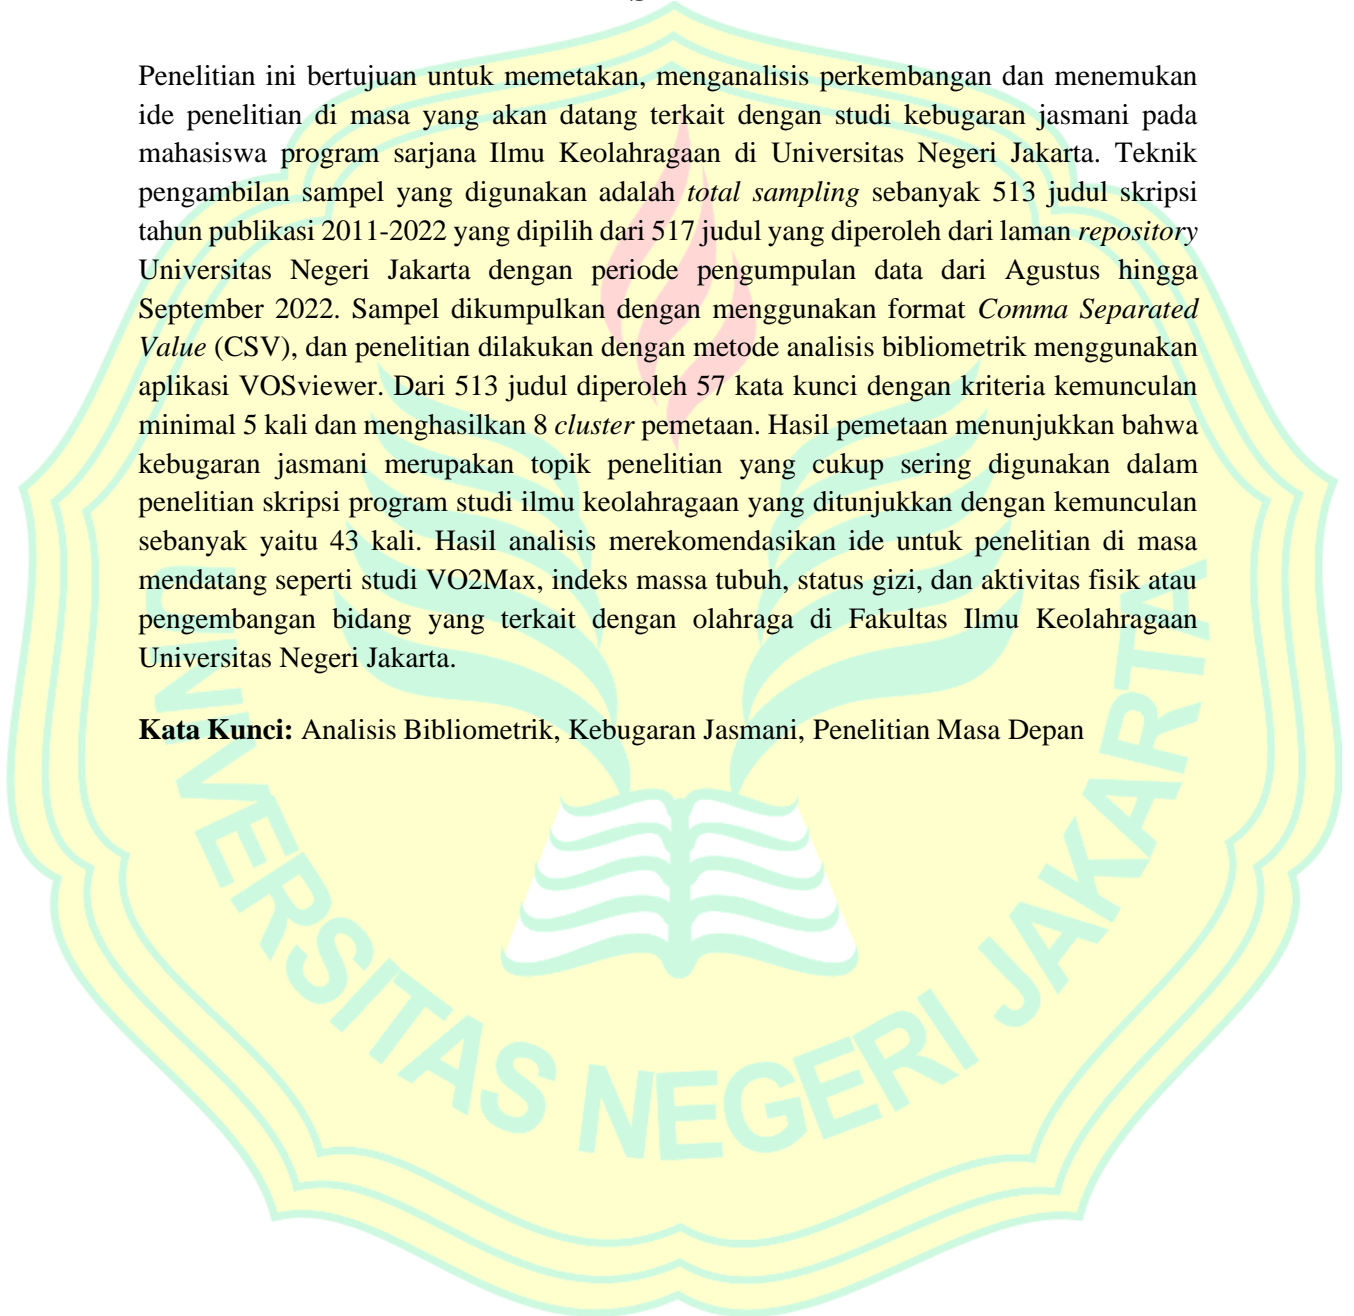 Penelitian ini bertujuan untuk memetakan, menganalisis perkembangan dan menemukan
ide penelitian di masa yang akan datang terkait dengan studi kebugaran jasmani pada
mahasiswa program sarjana Ilmu Keolahragaan di Universitas Negeri Jakarta. Teknik
pengambilan sampel yang digunakan adalah total sampling sebanyak 513 judul skripsi
tahun publikasi 2011-2022 yang dipilih dari 517 judul yang diperoleh dari laman repository
Universitas Negeri Jakarta dengan periode pengumpulan data dari Agustus hingga
September 2022. Sampel dikumpulkan dengan menggunakan format Comma Separated
Value (CSV), dan penelitian dilakukan dengan metode analisis bibliometrik menggunakan
aplikasi VOSviewer. Dari 513 judul diperoleh 57 kata kunci dengan kriteria kemunculan
minimal 5 kali dan menghasilkan 8 cluster pemetaan. Hasil pemetaan menunjukkan bahwa
kebugaran jasmani merupakan topik penelitian yang cukup sering digunakan dalam
penelitian skripsi program studi ilmu keolahragaan yang ditunjukkan dengan kemunculan
sebanyak yaitu 43 kali. Hasil analisis merekomendasikan ide untuk penelitian di masa
mendatang seperti studi VO2Max, indeks massa tubuh, status gizi, dan aktivitas fisik atau
pengembangan bidang yang terkait dengan olahraga di Fakultas Ilmu Keolahragaan
Universitas Negeri Jakarta.
Kata Kunci: Analisis Bibliometrik, Kebugaran Jasmani, Penelitian Masa Depan
UNIVERSITAS NEGERI JAKARTA